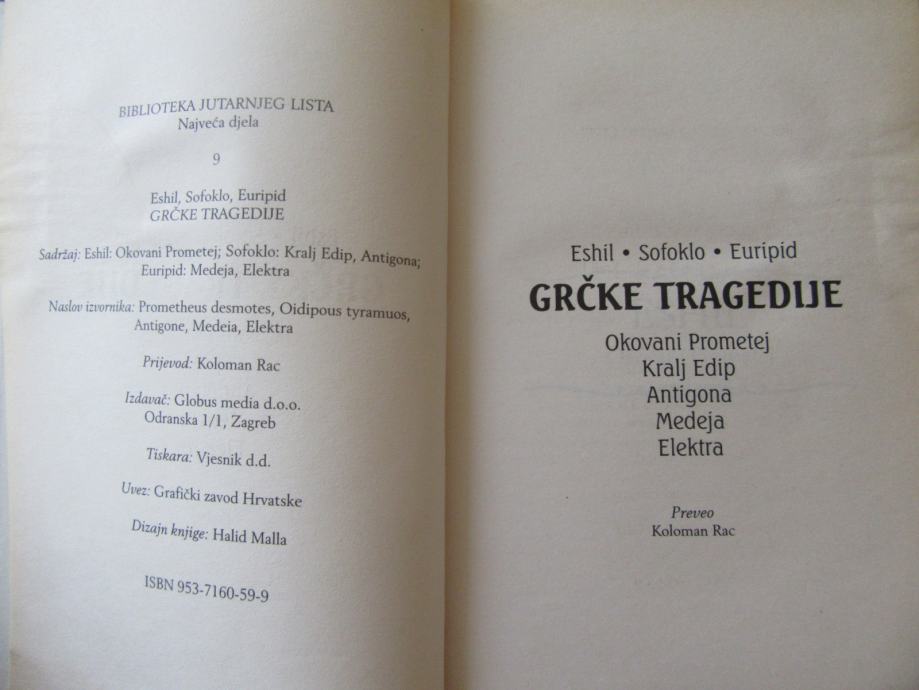 BIBLIOTEKA JUTARNJEG LISTA
Najveća djela
9
Eshil, Sofoklo, Euripid
GRČKE TRAGEDIJE
Sadržaj: Eshil: Okovani Prometej; Sofoklo: Kralj Edip, Antigona;
Euripid: Medeja, Elektra
Naslov izvornika: Prometheus desmotes, Oidipous tyramuos,
Antigone, Medeia, Elektra
Prijevod: Koloman Rac
Izdavač: Globus media d.o.o.
Odranska 1/1, Zagreb
Tiskara: Vjesnik d.d.
Uvez: Grafički zavod Hrvatske
Dizajn knjige: Halid Malla
ISBN 953-7160-59-9
Eshil • Sofoklo • Euripid
GRČKE TRAGEDIJE
Okovani Prometej
Kralj Edip
Antigona
Medeja
Elektra
Preveo
Koloman Rac